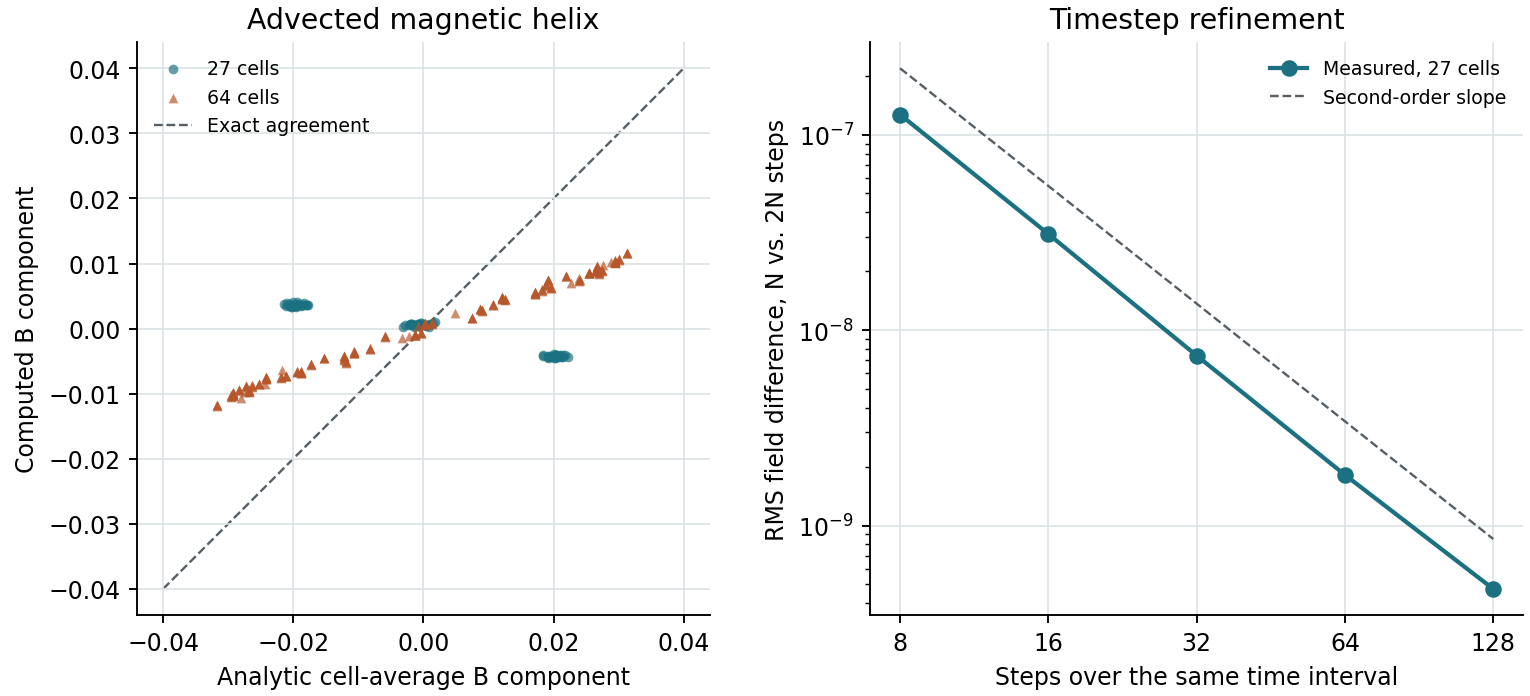 Advected magnetic helix
27 cells
64 cells
Exact agreement
0.04
0.03
0.02
0.01
0.00
−0.01
−0.02
−0.03
−0.04
Computed B component
−0.04
−0.02
0.00
0.02
0.04
Analytic cell-average B component
Timestep refinement
Measured, 27 cells
Second-order slope
10⁻⁷
10⁻⁸
10⁻⁹
RMS field difference, N vs. 2N steps
8
16
32
64
128
Steps over the same time interval